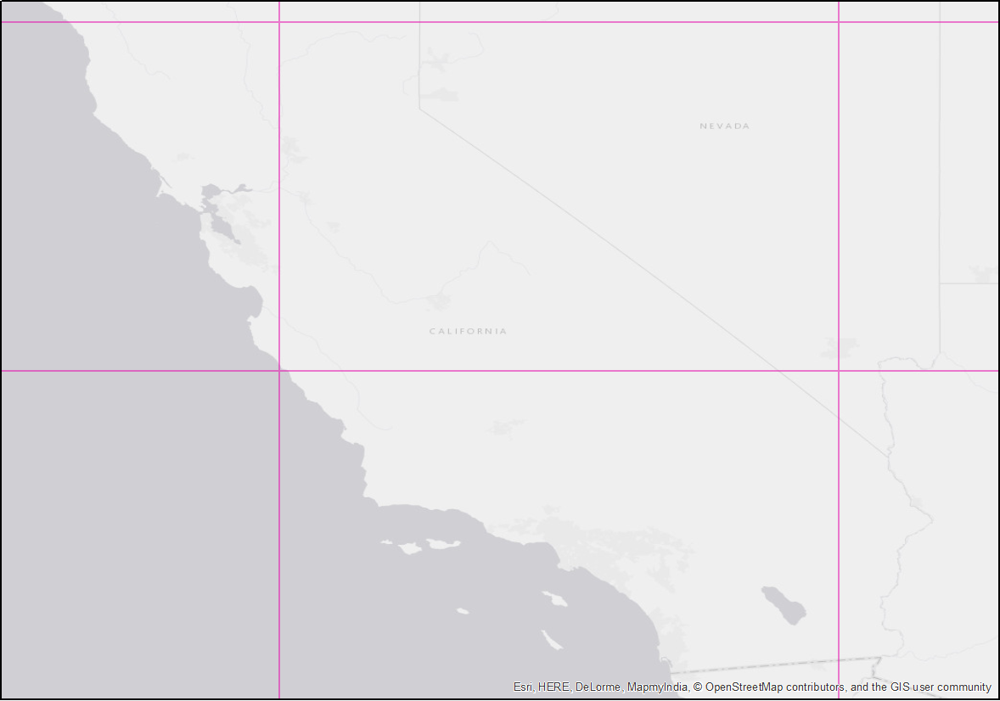 NEVADA
CALIFORNIA
Esri, HERE, DeLorme, MapmyIndia, © OpenStreetMap contributors, and the GIS user community